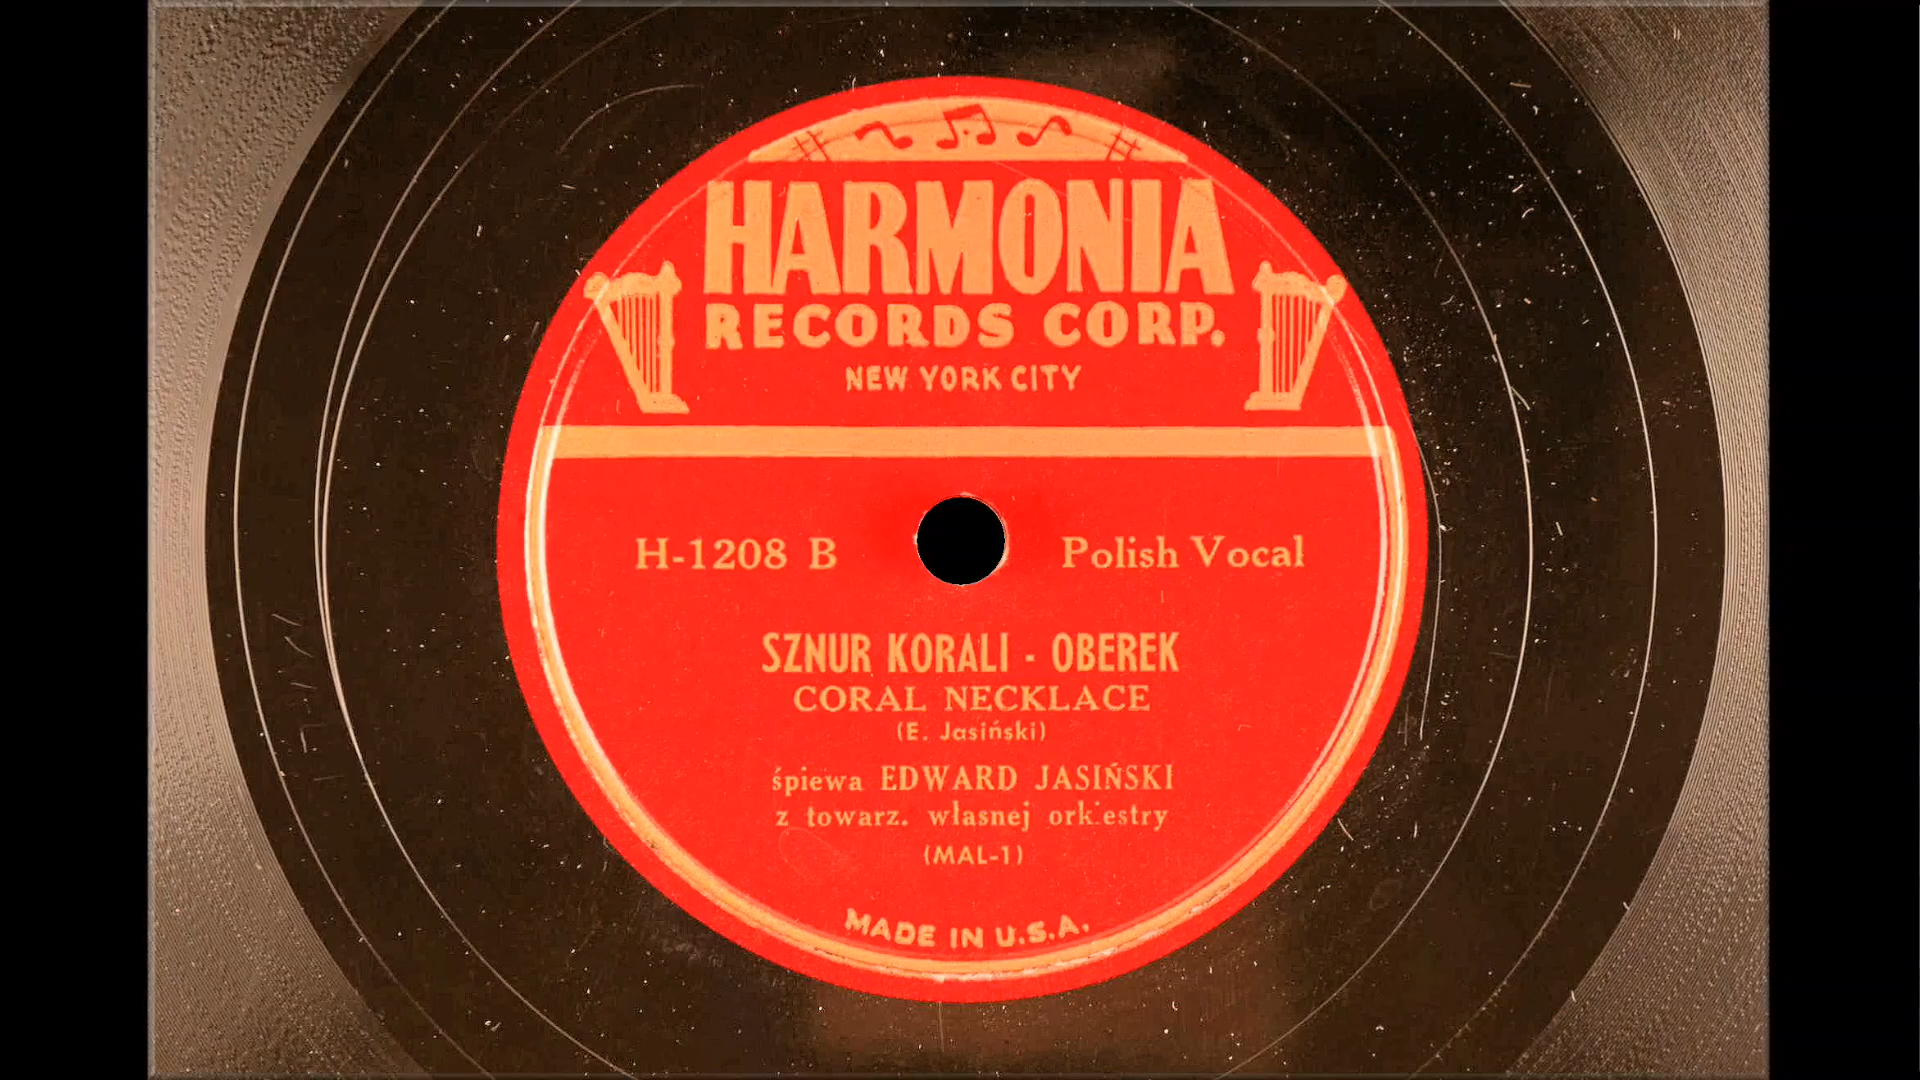 HARMONIA
RECORDS CORP.
NEW YORK CITY
H-1208 B Polish Vocal
SZNUR KORALI - OBEREK
CORAL NECKLACE
(E. Jasiński)
śpiewa EDWARD JASIŃSKI
z towarz. własnej orkiestry
(MAL-1)
MADE IN U.S.A.